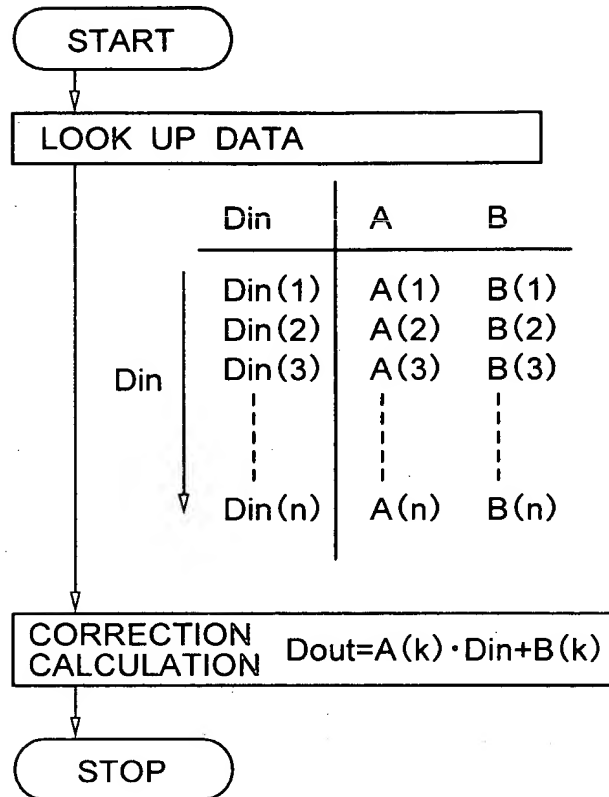 START
LOOK UP DATA
Din A B
Din(1) A(1) B(1)
Din(2) A(2) B(2)
Din Din(3) A(3) B(3)
Din(n) A(n) B(n)
CORRECTION
CALCULATION Dout=A(k)·Din+B(k)
STOP